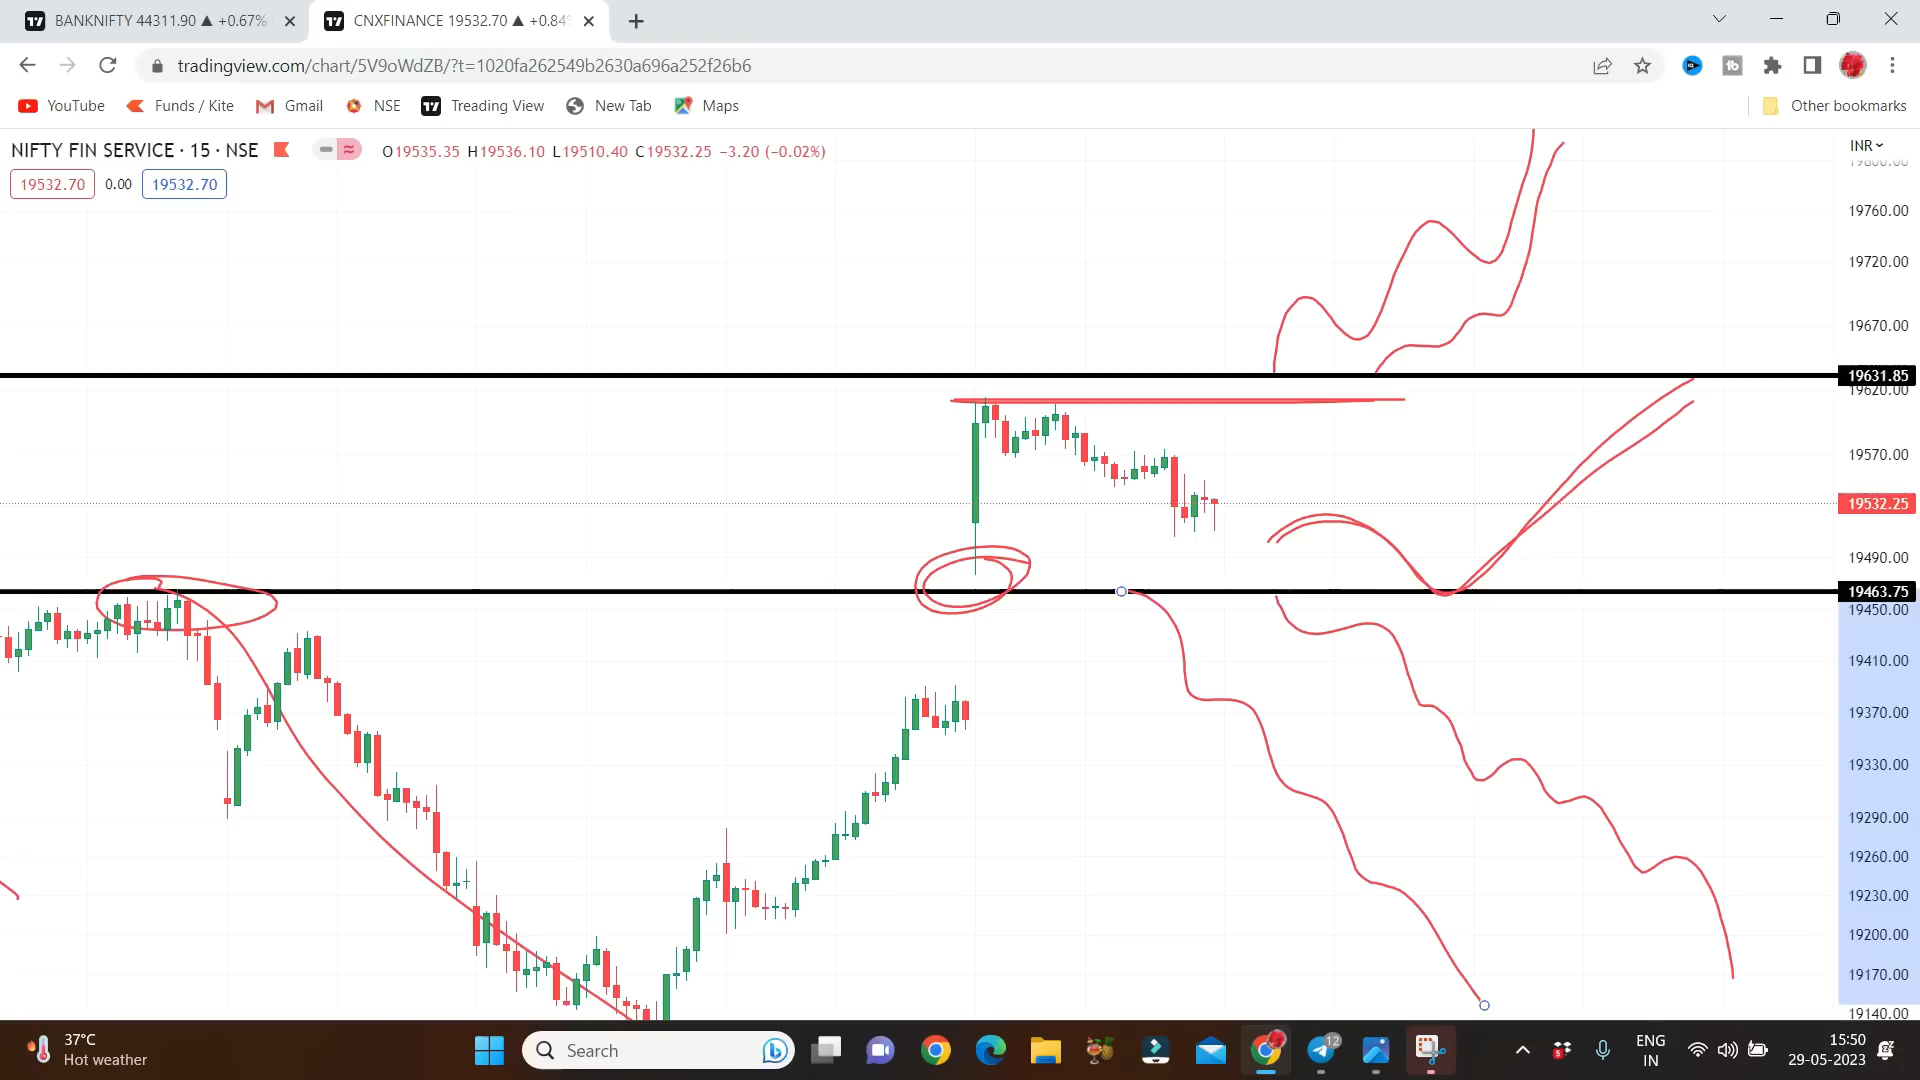 BANKNIFTY 44311.90 ▲ +0.67%
CNXFINANCE 19532.70 ▲ +0.84%
tradingview.com/chart/5V9oWdZB/?t=1020fa262549b2630a696a252f26b6
YouTube
Funds / Kite
Gmail
NSE
Treading View
New Tab
Maps
Other bookmarks
NIFTY FIN SERVICE · 15 · NSE
O19535.35 H19536.10 L19510.40 C19532.25 −3.20 (−0.02%)
INR
19532.70
0.00
19532.70
19800.00
19760.00
19720.00
19670.00
19631.85
19620.00
19570.00
19532.25
19490.00
19463.75
19450.00
19410.00
19370.00
19330.00
19290.00
19260.00
19230.00
19200.00
19170.00
19140.00
37°C
Hot weather
Search
12
5
ENG
IN
15:50
29-05-2023